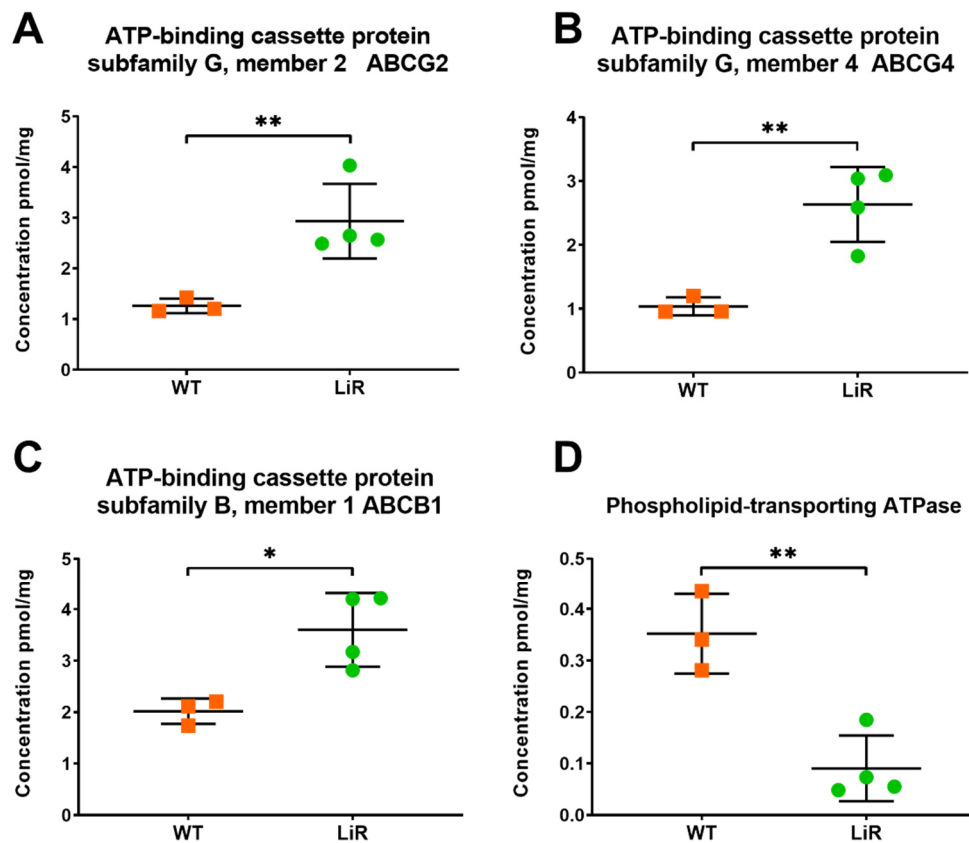 A
ATP-binding cassette protein
subfamily G, member 2 ABCG2
Concentration pmol/mg
5
4
3
2
1
0
**
WT
LiR
B
ATP-binding cassette protein
subfamily G, member 4 ABCG4
Concentration pmol/mg
4
3
2
1
0
**
WT
LiR
C
ATP-binding cassette protein
subfamily B, member 1 ABCB1
Concentration pmol/mg
5
4
3
2
1
0
*
WT
LiR
D
Phospholipid-transporting ATPase
Concentration pmol/mg
0.5
0.4
0.3
0.2
0.1
0.0
**
WT
LiR